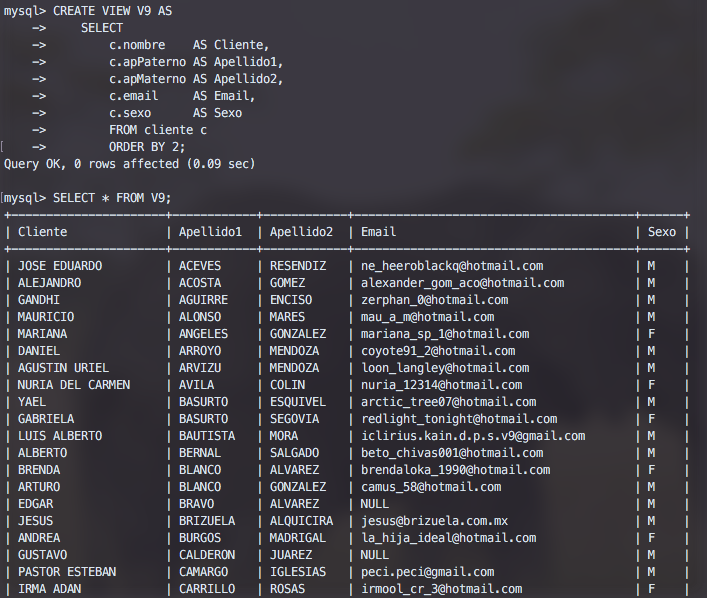 mysql> CREATE VIEW V9 AS
    ->     SELECT
    ->         c.nombre    AS Cliente,
    ->         c.apPaterno AS Apellido1,
    ->         c.apMaterno AS Apellido2,
    ->         c.email     AS Email,
    ->         c.sexo      AS Sexo
    ->         FROM cliente c
[    ->         ORDER BY 2;
Query OK, 0 rows affected (0.09 sec)
[mysql> SELECT * FROM V9;
| Cliente | Apellido1 | Apellido2 | Email | Sexo |
| JOSE EDUARDO | ACEVES | RESENDIZ | ne_heeroblackq@hotmail.com | M |
| ALEJANDRO | ACOSTA | GOMEZ | alexander_gom_aco@hotmail.com | M |
| GANDHI | AGUIRRE | ENCISO | zerphan_0@hotmail.com | M |
| MAURICIO | ALONSO | MARES | mau_a_m@hotmail.com | M |
| MARIANA | ANGELES | GONZALEZ | mariana_sp_1@hotmail.com | F |
| DANIEL | ARROYO | MENDOZA | coyote91_2@hotmail.com | M |
| AGUSTIN URIEL | ARVIZU | MENDOZA | loon_langley@hotmail.com | M |
| NURIA DEL CARMEN | AVILA | COLIN | nuria_12314@hotmail.com | F |
| YAEL | BASURTO | ESQUIVEL | arctic_tree07@hotmail.com | M |
| GABRIELA | BASURTO | SEGOVIA | redlight_tonight@hotmail.com | F |
| LUIS ALBERTO | BAUTISTA | MORA | iclirius.kain.d.p.s.v9@gmail.com | M |
| ALBERTO | BERNAL | SALGADO | beto_chivas001@hotmail.com | M |
| BRENDA | BLANCO | ALVAREZ | brendaloka_1990@hotmail.com | F |
| ARTURO | BLANCO | GONZALEZ | camus_58@hotmail.com | M |
| EDGAR | BRAVO | ALVAREZ | NULL | M |
| JESUS | BRIZUELA | ALQUICIRA | jesus@brizuela.com.mx | M |
| ANDREA | BURGOS | MADRIGAL | la_hija_ideal@hotmail.com | F |
| GUSTAVO | CALDERON | JUAREZ | NULL | M |
| PASTOR ESTEBAN | CAMARGO | IGLESIAS | peci.peci@gmail.com | M |
| IRMA ADAN | CARRILLO | ROSAS | irmool_cr_3@hotmail.com | F |